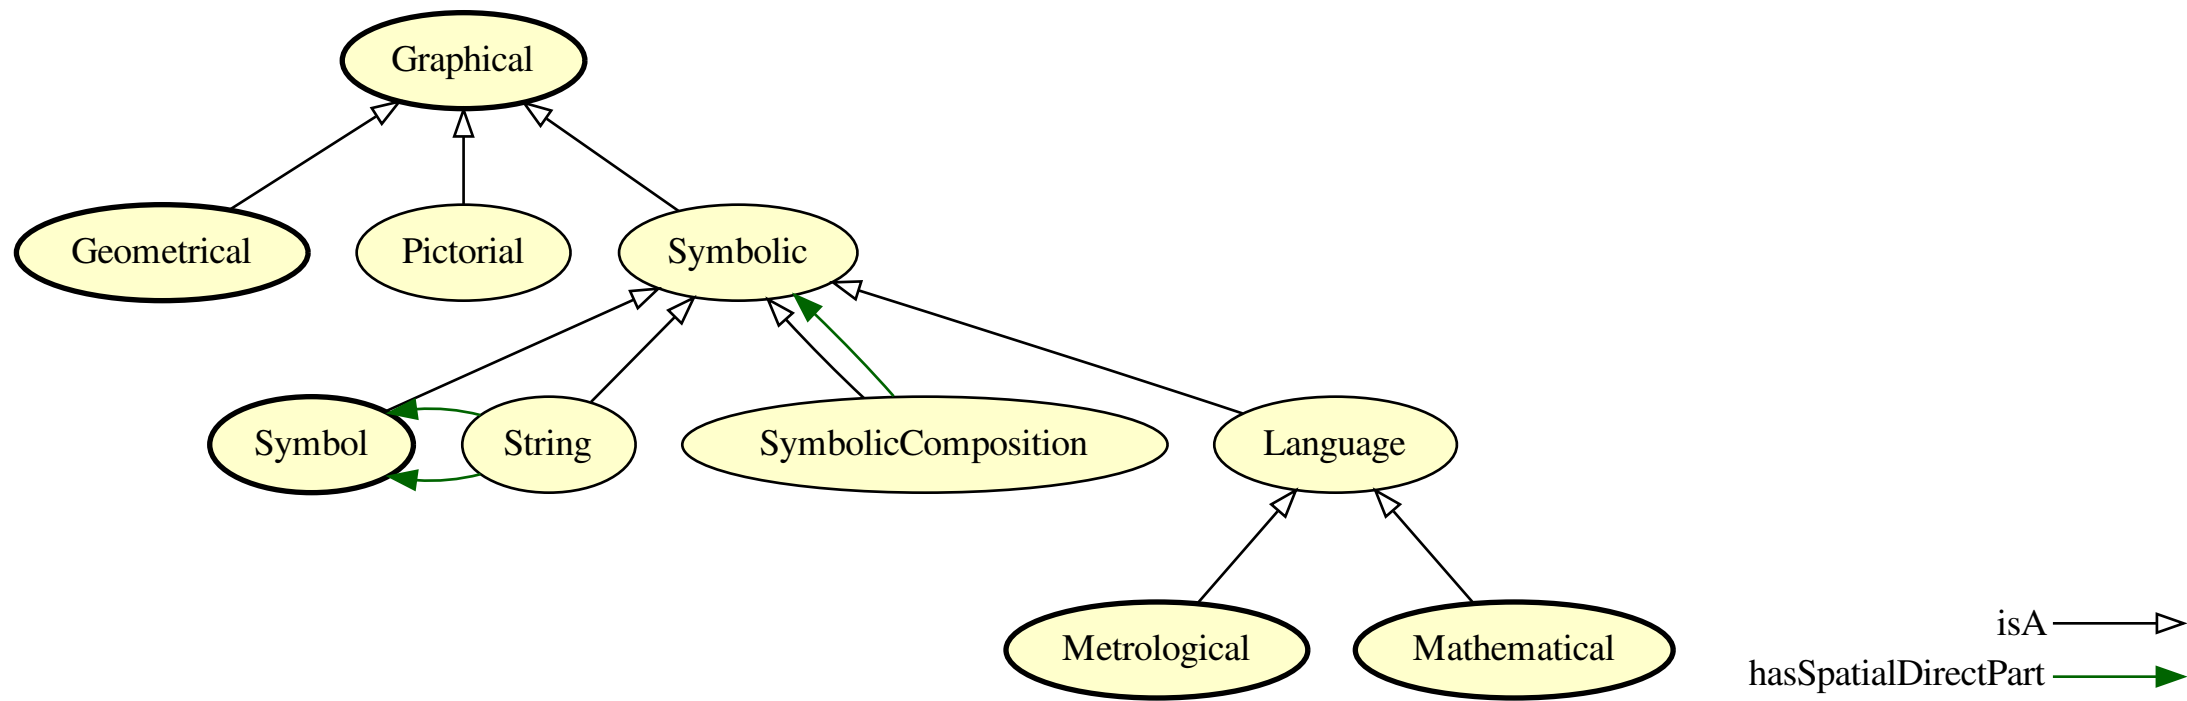 Graphical
Geometrical
Pictorial
Symbolic
Symbol
String
SymbolicComposition
Language
Metrological
Mathematical
isA
hasSpatialDirectPart